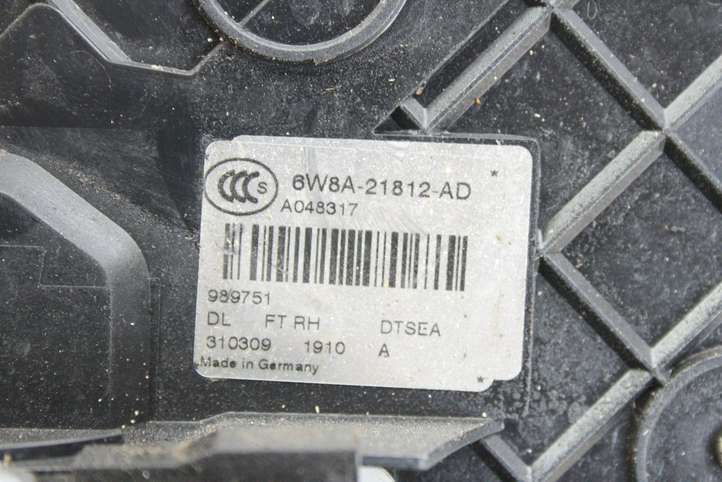 CCC S 6W8A-21812-AD *
A048317
989751
DL FT RH DTSEA
310309 1910 A
Made in Germany *